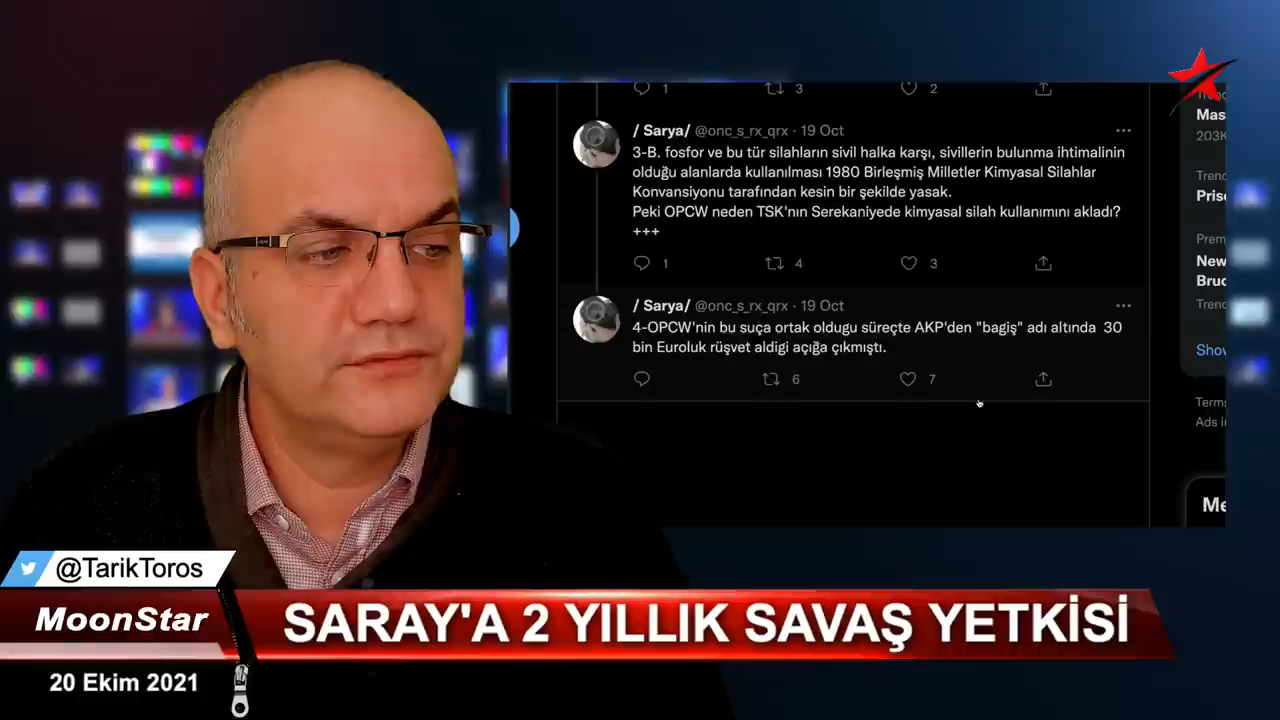 1 3 2
/ Sarya/ @onc_s_rx_qrx · 19 Oct
3-B. fosfor ve bu tür silahların sivil halka karşı, sivillerin bulunma ihtimalinin
olduğu alanlarda kullanılması 1980 Birleşmiş Milletler Kimyasal Silahlar
Konvansiyonu tarafından kesin bir şekilde yasak.
Peki OPCW neden TSK'nın Serekaniyede kimyasal silah kullanımını akladı?
+++
1 4 3
/ Sarya/ @onc_s_rx_qrx · 19 Oct
4-OPCW'nin bu suça ortak oldugu süreçte AKP'den "bagiş" adı altında 30
bin Euroluk rüşvet aldigi açığa çıkmıştı.
6 7
Mas
203K
Trend
Pris
Prem
New
Bruc
Trend
Show
Terms
Ads in
Me
@TarikToros
MoonStar
SARAY'A 2 YILLIK SAVAŞ YETKİSİ
20 Ekim 2021